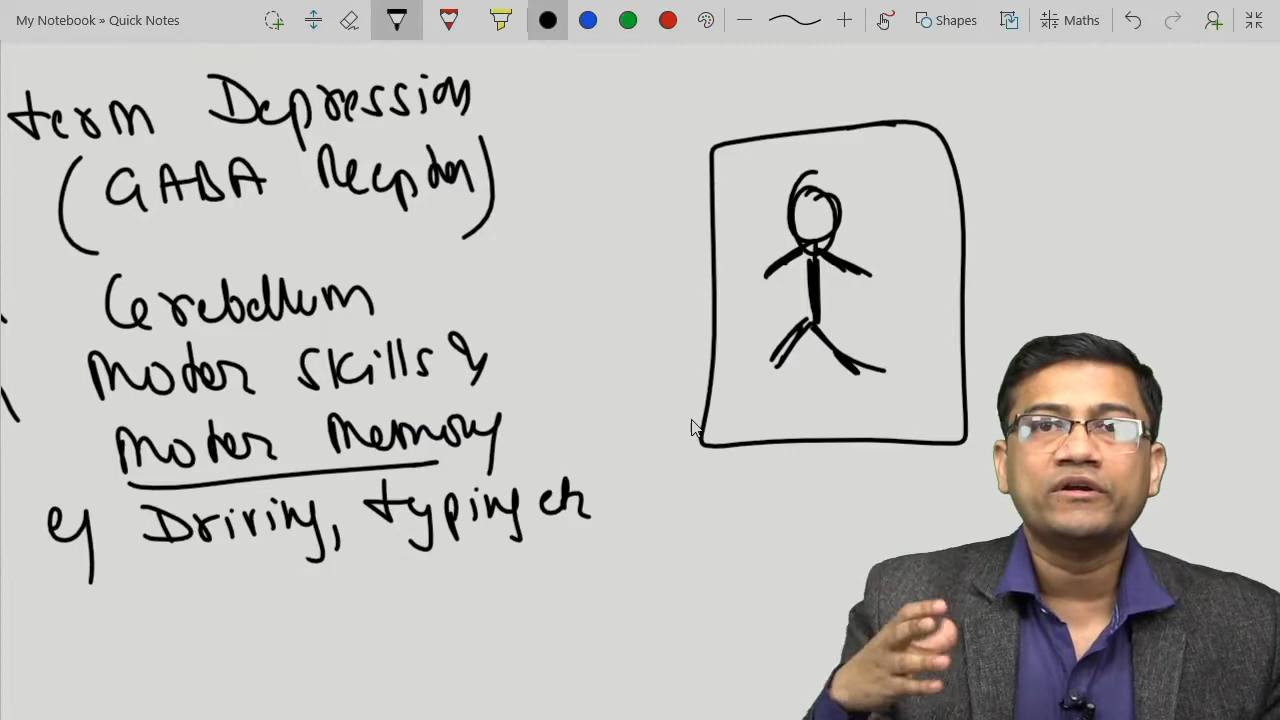 My Notebook » Quick Notes
Shapes
Maths
term Depression
(GABA Receptor)
Cerebellum
Motor Skills &
Motor Memory
eg Driving, typing etc